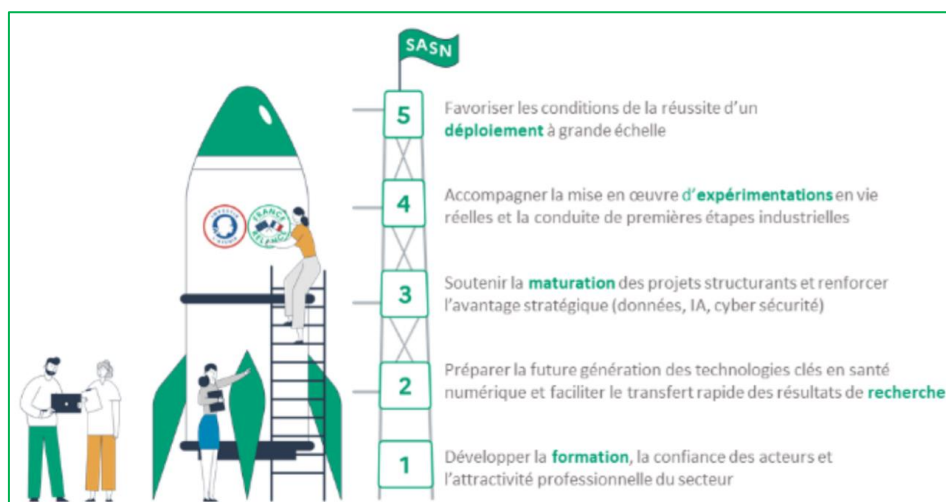 SASN
5
Favoriser les conditions de la réussite d'un
déploiement à grande échelle
4
Accompagner la mise en œuvre d'expérimentations en vie
réelles et la conduite de premières étapes industrielles
FRANCE
RELANCE
3
Soutenir la maturation des projets structurants et renforcer
l'avantage stratégique (données, IA, cyber sécurité)
2
Préparer la future génération des technologies clés en santé
numérique et faciliter le transfert rapide des résultats de recherche
1
Développer la formation, la confiance des acteurs et
l'attractivité professionnelle du secteur